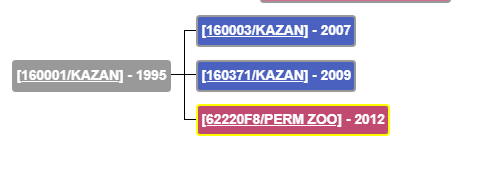 [160003/KAZAN] - 2007
[160001/KAZAN] - 1995
[160371/KAZAN] - 2009
[62220F8/PERM ZOO] - 2012